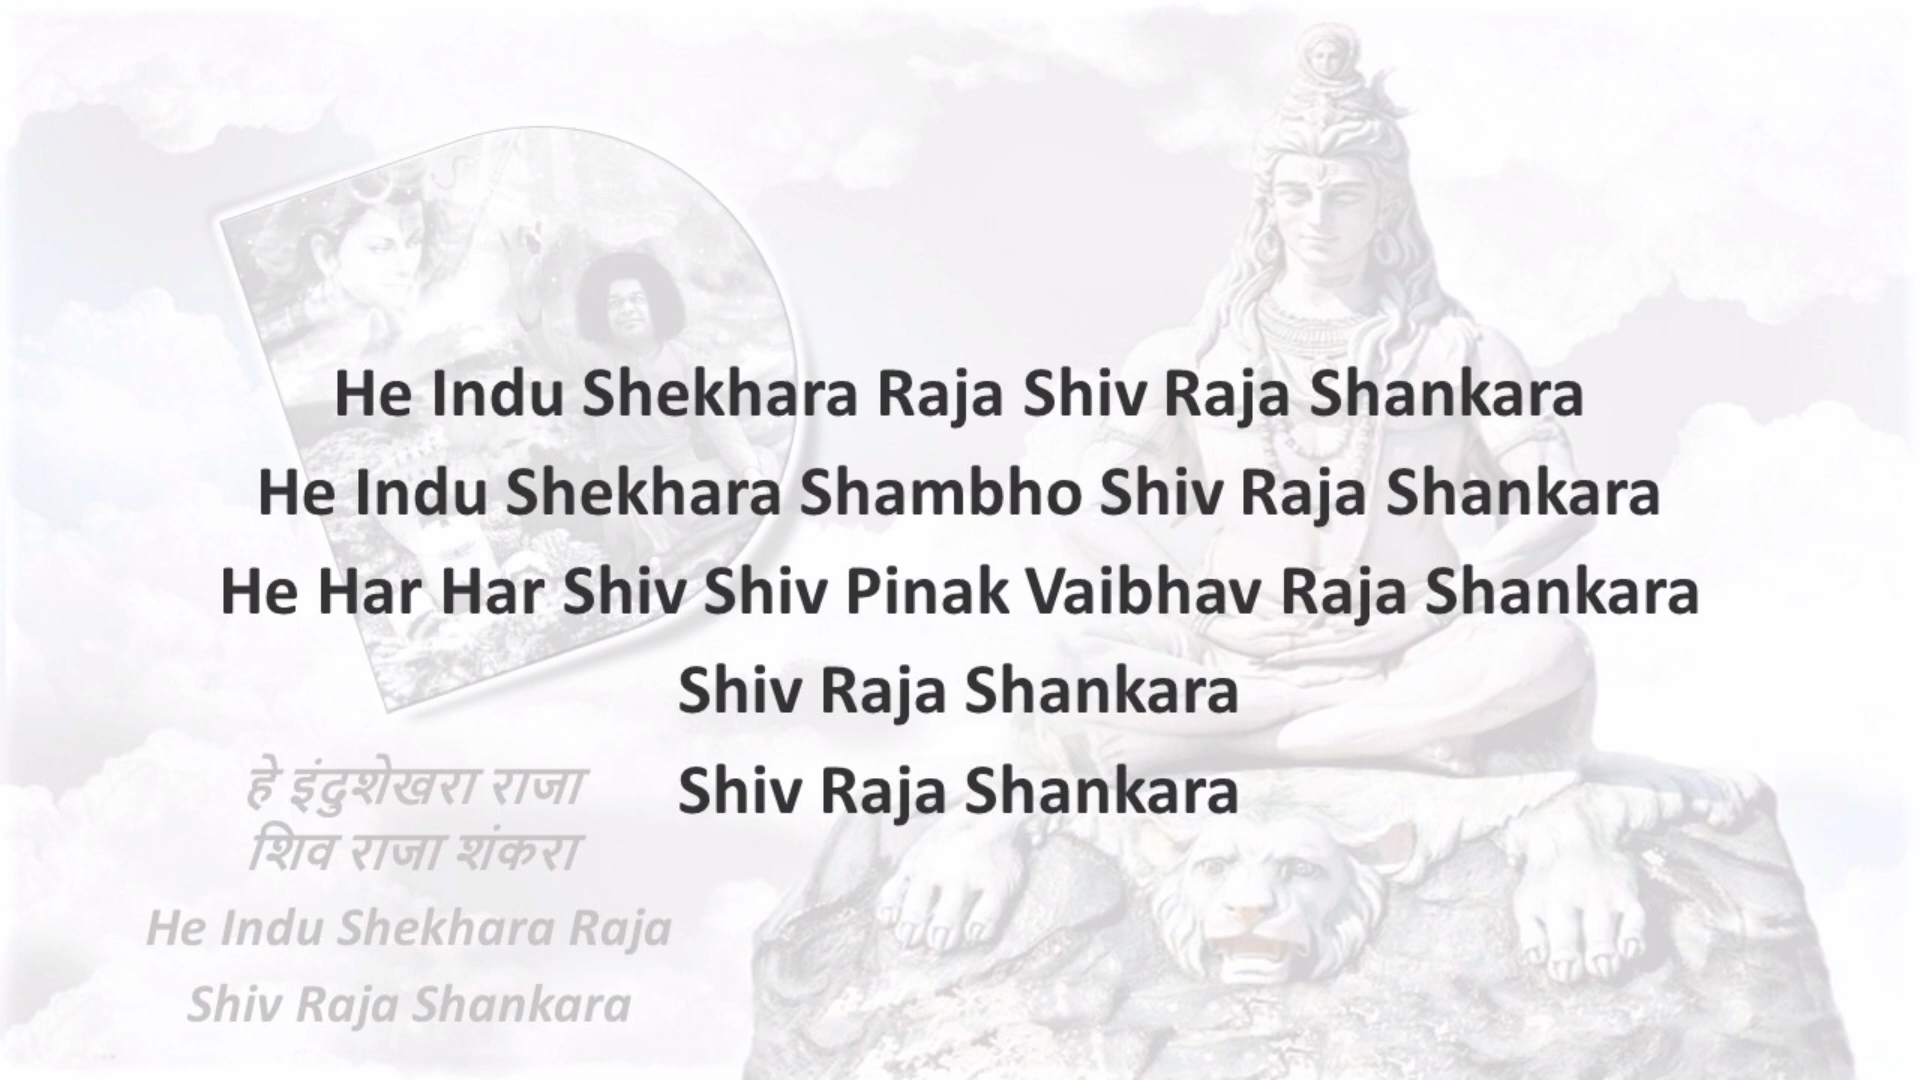 He Indu Shekhara Raja Shiv Raja Shankara
He Indu Shekhara Shambho Shiv Raja Shankara
He Har Har Shiv Shiv Pinak Vaibhav Raja Shankara
Shiv Raja Shankara
Shiv Raja Shankara
हे इंदुशेखरा राजा
शिव राजा शंकरा
He Indu Shekhara Raja
Shiv Raja Shankara